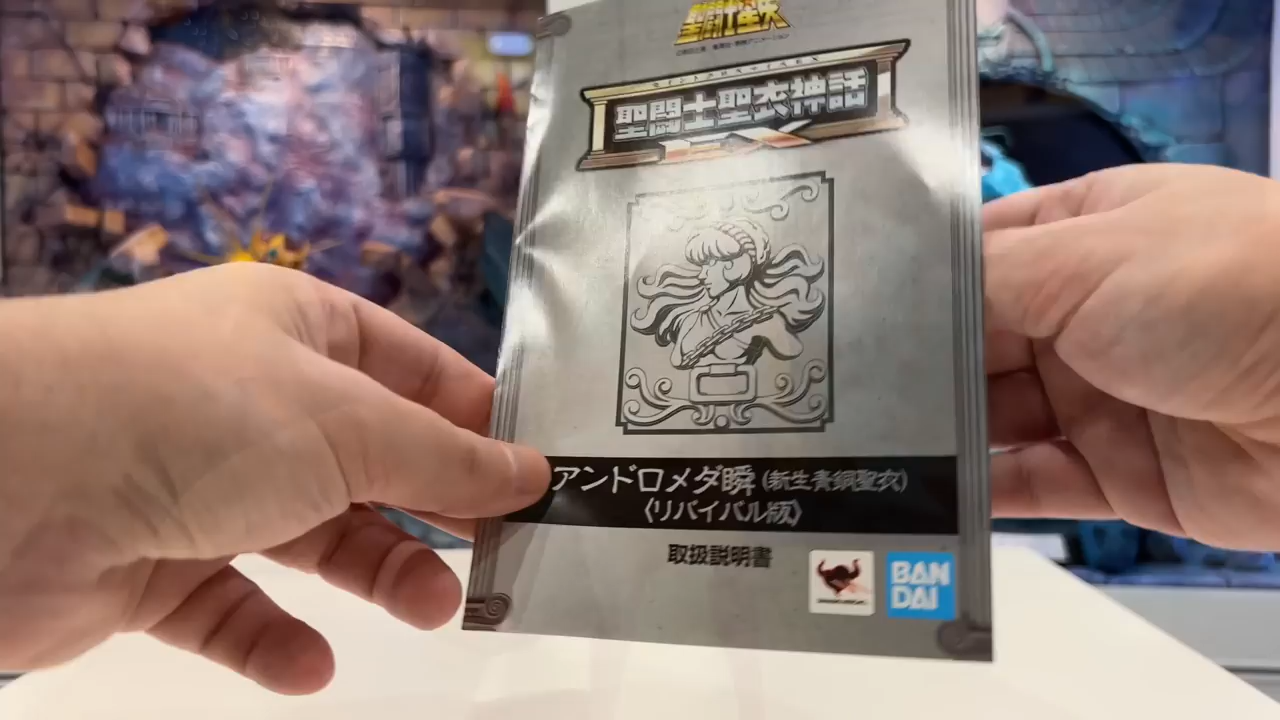 聖闘士星矢
聖闘士聖衣神話
EX
アンドロメダ瞬(新生青銅聖衣)
《リバイバル版》
取扱説明書
BAN
DAI